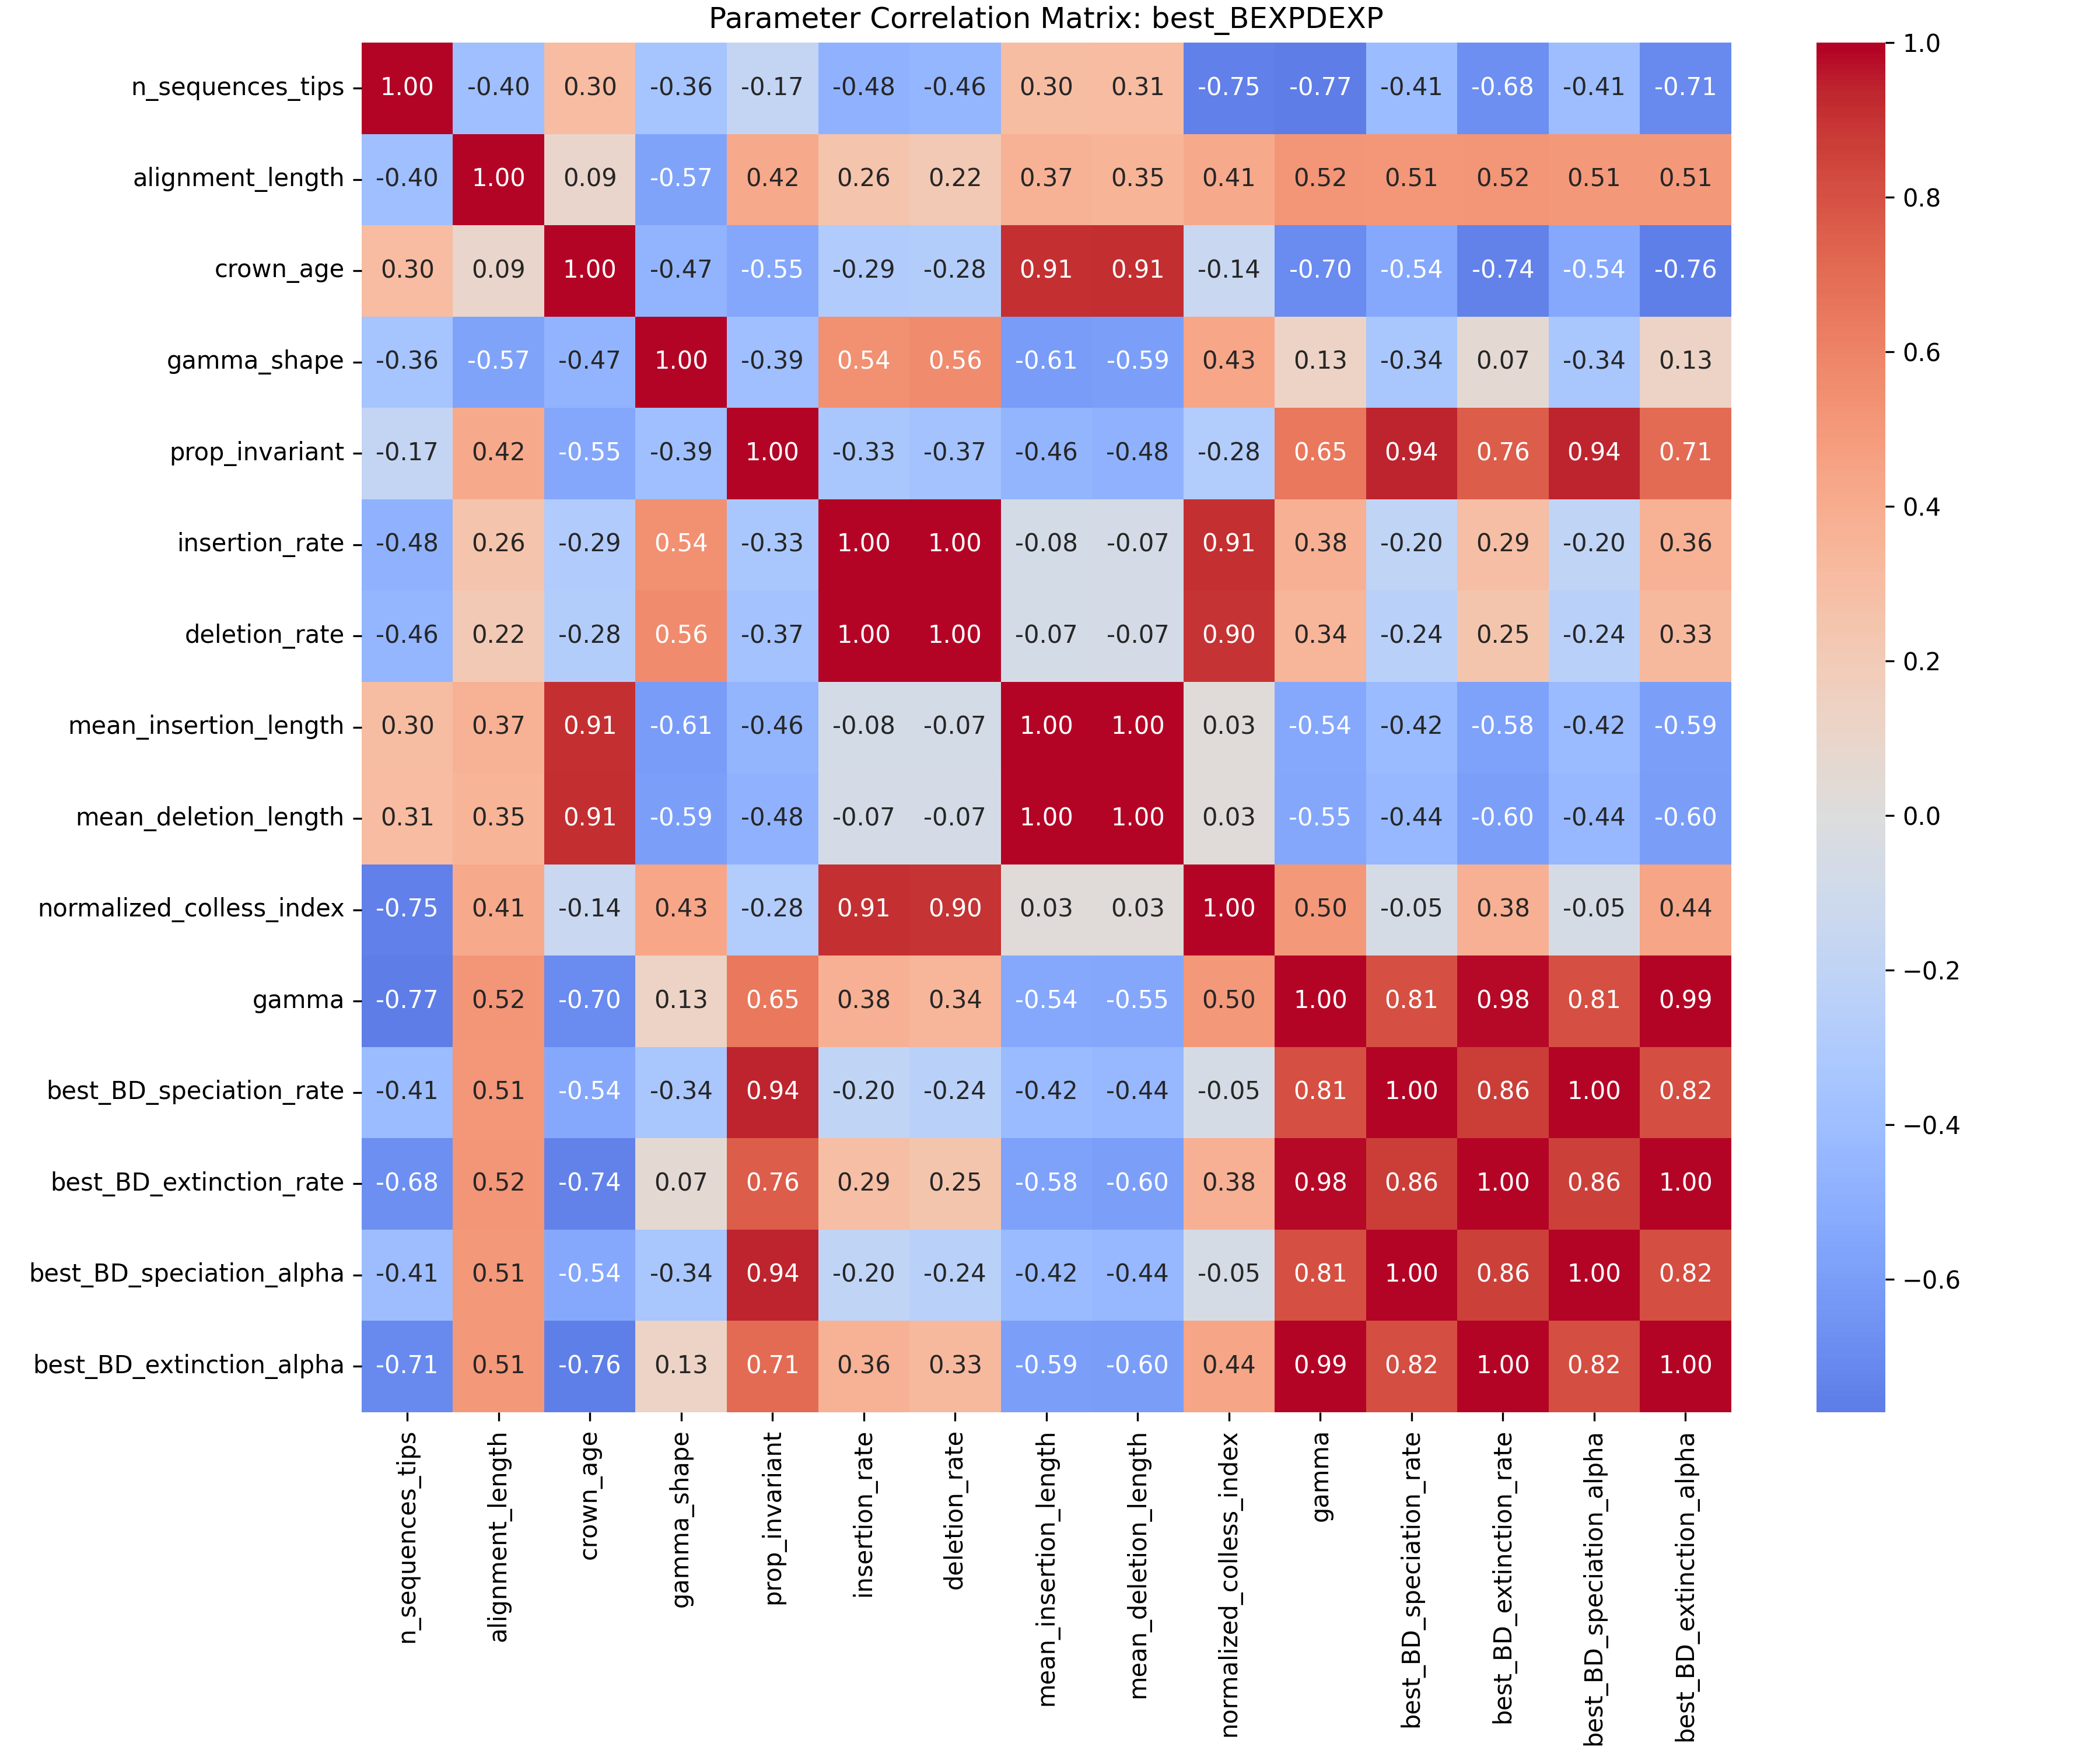 Parameter Correlation Matrix: best_BEXPDEXP
n_sequences_tips 1.00 -0.40 0.30 -0.36 -0.17 -0.48 -0.46 0.30 0.31 -0.75 -0.77 -0.41 -0.68 -0.41 -0.71
alignment_length -0.40 1.00 0.09 -0.57 0.42 0.26 0.22 0.37 0.35 0.41 0.52 0.51 0.52 0.51 0.51
crown_age 0.30 0.09 1.00 -0.47 -0.55 -0.29 -0.28 0.91 0.91 -0.14 -0.70 -0.54 -0.74 -0.54 -0.76
gamma_shape -0.36 -0.57 -0.47 1.00 -0.39 0.54 0.56 -0.61 -0.59 0.43 0.13 -0.34 0.07 -0.34 0.13
prop_invariant -0.17 0.42 -0.55 -0.39 1.00 -0.33 -0.37 -0.46 -0.48 -0.28 0.65 0.94 0.76 0.94 0.71
insertion_rate -0.48 0.26 -0.29 0.54 -0.33 1.00 1.00 -0.08 -0.07 0.91 0.38 -0.20 0.29 -0.20 0.36
deletion_rate -0.46 0.22 -0.28 0.56 -0.37 1.00 1.00 -0.07 -0.07 0.90 0.34 -0.24 0.25 -0.24 0.33
mean_insertion_length 0.30 0.37 0.91 -0.61 -0.46 -0.08 -0.07 1.00 1.00 0.03 -0.54 -0.42 -0.58 -0.42 -0.59
mean_deletion_length 0.31 0.35 0.91 -0.59 -0.48 -0.07 -0.07 1.00 1.00 0.03 -0.55 -0.44 -0.60 -0.44 -0.60
normalized_colless_index -0.75 0.41 -0.14 0.43 -0.28 0.91 0.90 0.03 0.03 1.00 0.50 -0.05 0.38 -0.05 0.44
gamma -0.77 0.52 -0.70 0.13 0.65 0.38 0.34 -0.54 -0.55 0.50 1.00 0.81 0.98 0.81 0.99
best_BD_speciation_rate -0.41 0.51 -0.54 -0.34 0.94 -0.20 -0.24 -0.42 -0.44 -0.05 0.81 1.00 0.86 1.00 0.82
best_BD_extinction_rate -0.68 0.52 -0.74 0.07 0.76 0.29 0.25 -0.58 -0.60 0.38 0.98 0.86 1.00 0.86 1.00
best_BD_speciation_alpha -0.41 0.51 -0.54 -0.34 0.94 -0.20 -0.24 -0.42 -0.44 -0.05 0.81 1.00 0.86 1.00 0.82
best_BD_extinction_alpha -0.71 0.51 -0.76 0.13 0.71 0.36 0.33 -0.59 -0.60 0.44 0.99 0.82 1.00 0.82 1.00
n_sequences_tips
alignment_length
crown_age
gamma_shape
prop_invariant
insertion_rate
deletion_rate
mean_insertion_length
mean_deletion_length
normalized_colless_index
gamma
best_BD_speciation_rate
best_BD_extinction_rate
best_BD_speciation_alpha
best_BD_extinction_alpha
1.0
0.8
0.6
0.4
0.2
0.0
−0.2
−0.4
−0.6